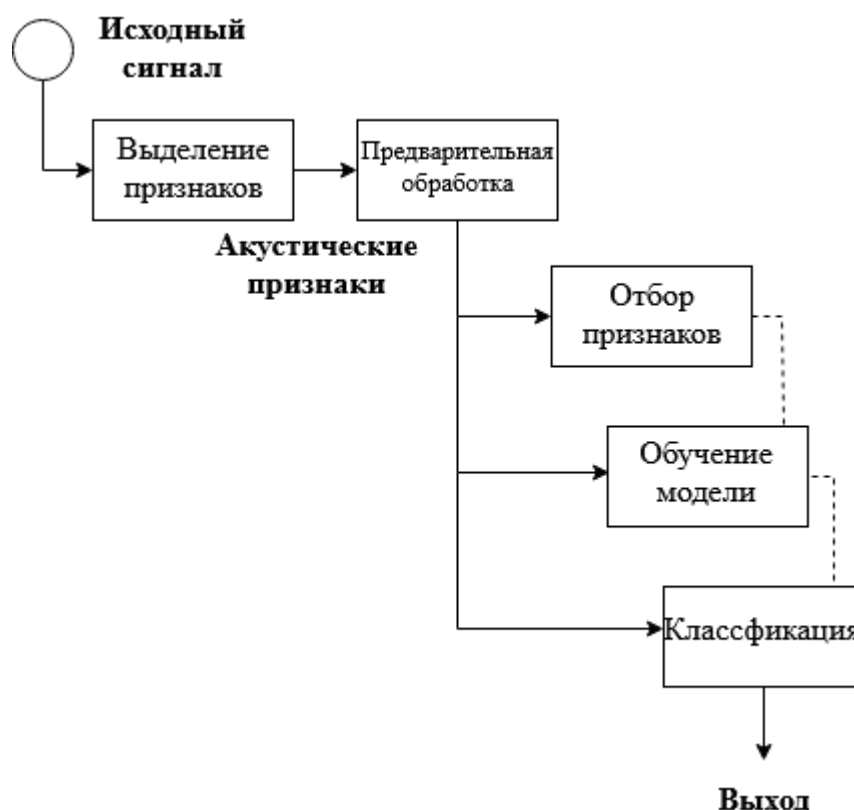 Исходный
сигнал
Выделение
признаков
Предварительная
обработка
Акустические
признаки
Отбор
признаков
Обучение
модели
Классфикация
Выход